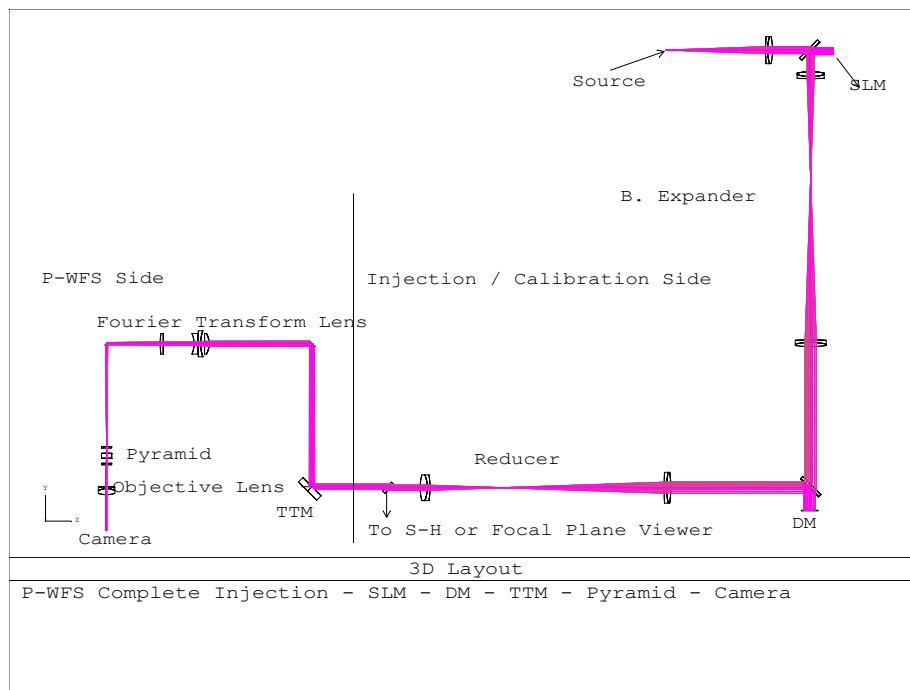 Source
SLM
B. Expander
P-WFS Side
Injection / Calibration Side
Fourier Transform Lens
Pyramid
Reducer
Objective Lens
TTM
To S-H or Focal Plane Viewer
DM
Camera
Y
Z
3D Layout
P-WFS Complete Injection - SLM - DM - TTM - Pyramid - Camera